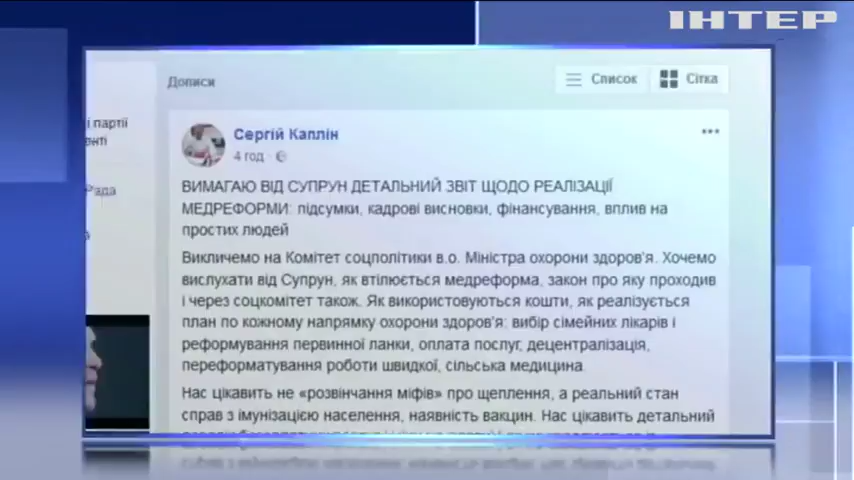 ІНТЕР
Дописи
Список
Сітка
і партії
енті
Рада
Сергій Каплін
4 год
ВИМАГАЮ ВІД СУПРУН ДЕТАЛЬНИЙ ЗВІТ ЩОДО РЕАЛІЗАЦІЇ
МЕДРЕФОРМИ: підсумки, кадрові висновки, фінансування, вплив на
простих людей
Викличемо на Комітет соцполітики в.о. Міністра охорони здоров'я. Хочемо
вислухати від Супрун, як втілюється медреформа, закон про яку проходив
і через соцкомітет також. Як використовуються кошти, як реалізується
план по кожному напрямку охорони здоров'я: вибір сімейних лікарів і
реформування первинної ланки, оплата послуг, децентралізація,
переформатування роботи швидкої, сільська медицина.
Нас цікавить не «розвінчання міфів» про щеплення, а реальний стан
справ з імунізацією населення, наявність вакцин. Нас цікавить детальний